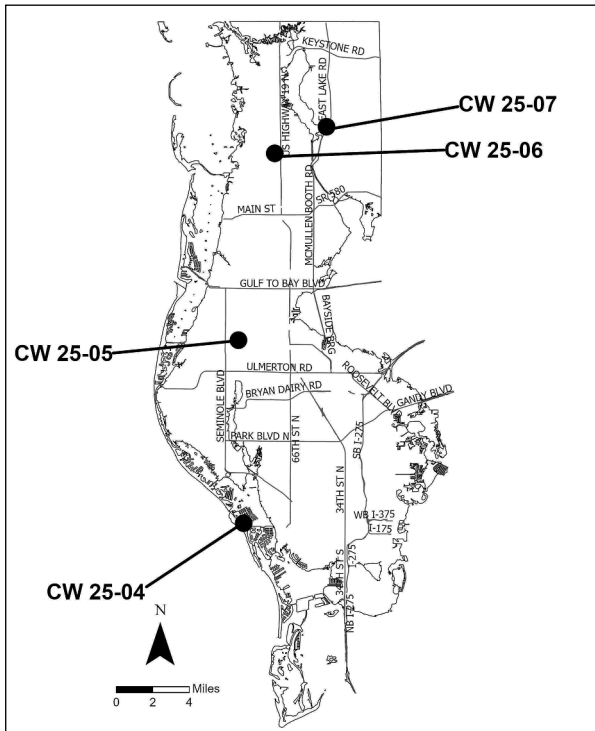 KEYSTONE RD
US HIGHWAY 19 N
EAST LAKE RD
CW 25-07
CW 25-06
MCMULLEN BOOTH RD
SR 580
MAIN ST
GULF TO BAY BLVD
BAYSIDE BRG
CW 25-05
SEMINOLE BLVD
ULMERTON RD
ROOSEVELT BL
BRYAN DAIRY RD
GANDY BLVD
66TH ST N
SB I-275
PARK BLVD N
34TH ST N
WB I-375
I-175
CW 25-04
I-275
34TH ST S
NB I-275
N
Miles
0 2 4